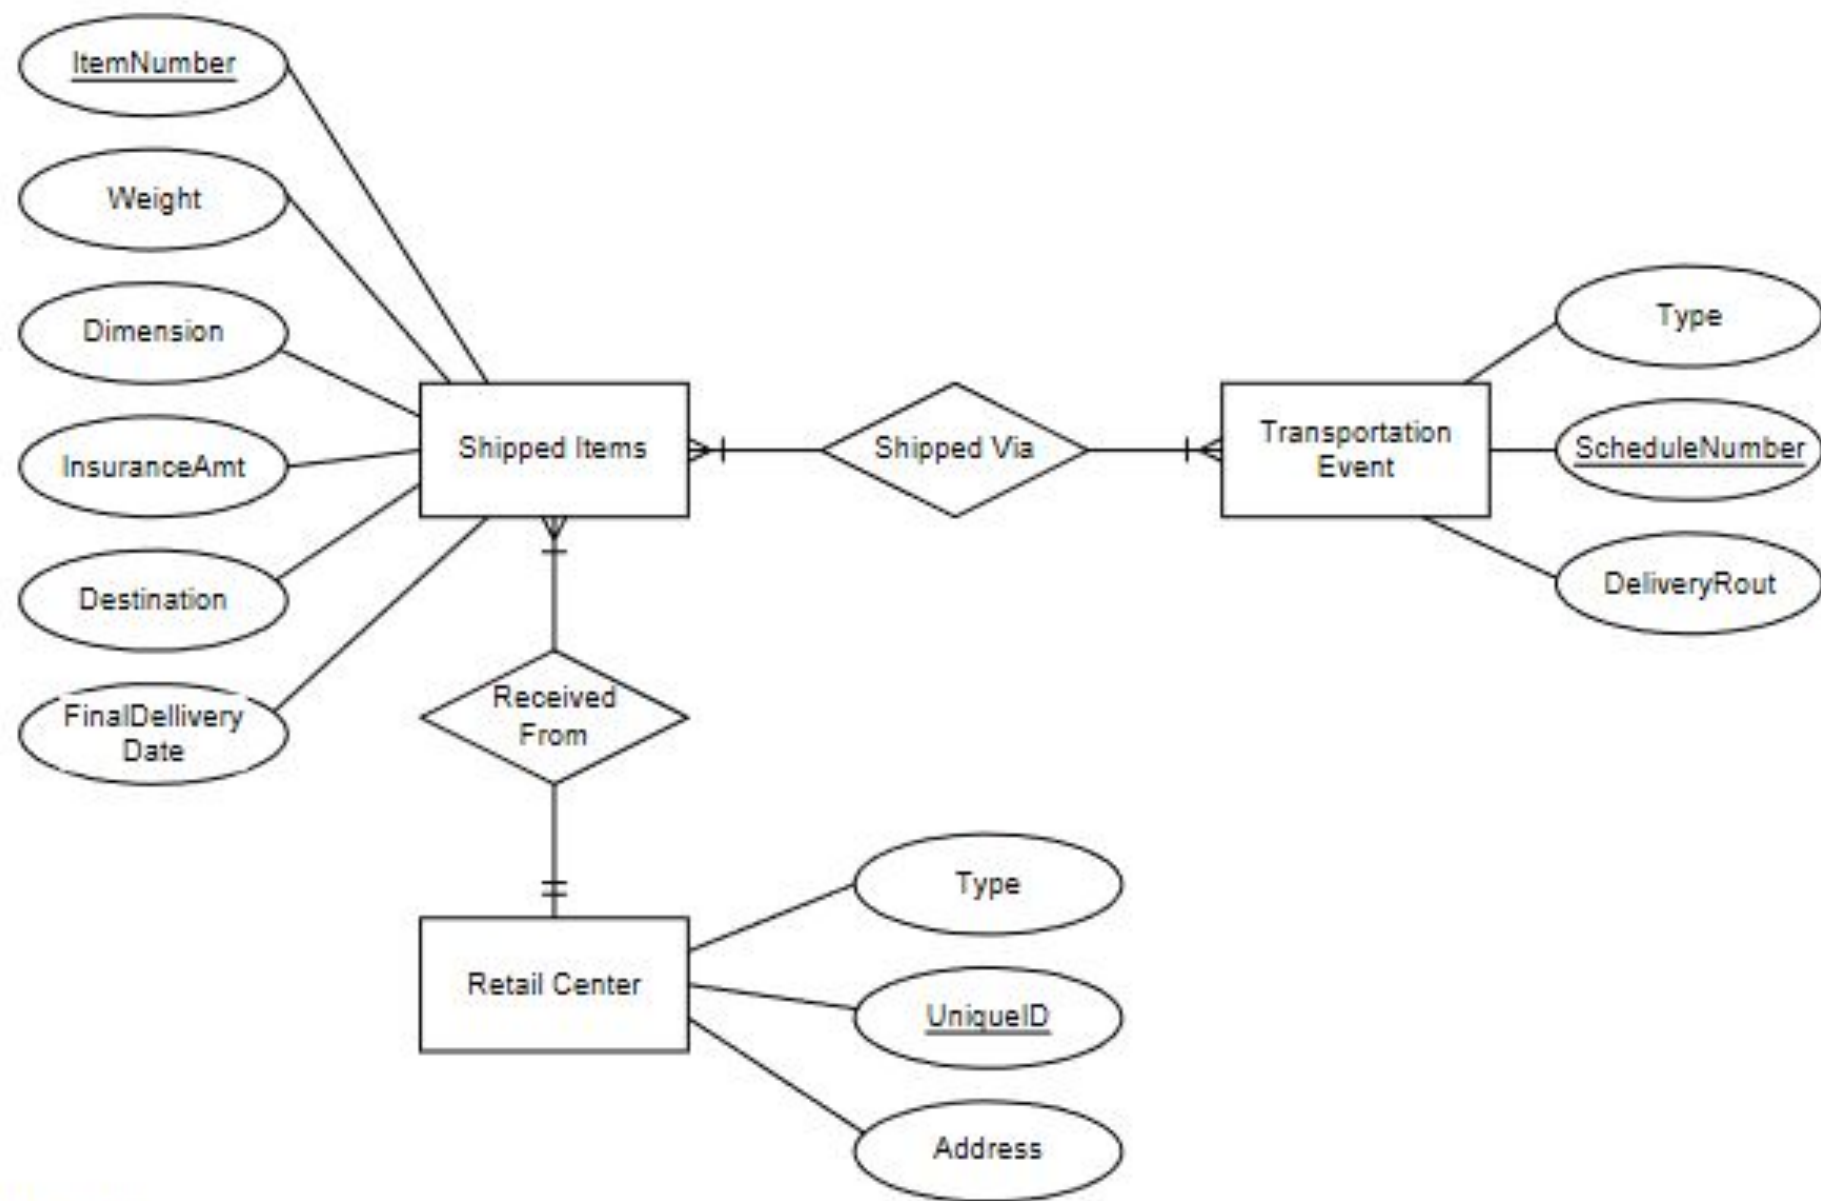 ItemNumber
Weight
Dimension
InsuranceAmt
Destination
FinalDellivery
Date
Shipped Items
Shipped Via
Transportation
Event
Type
ScheduleNumber
DeliveryRout
Received
From
Retail Center
Type
UniqueID
Address